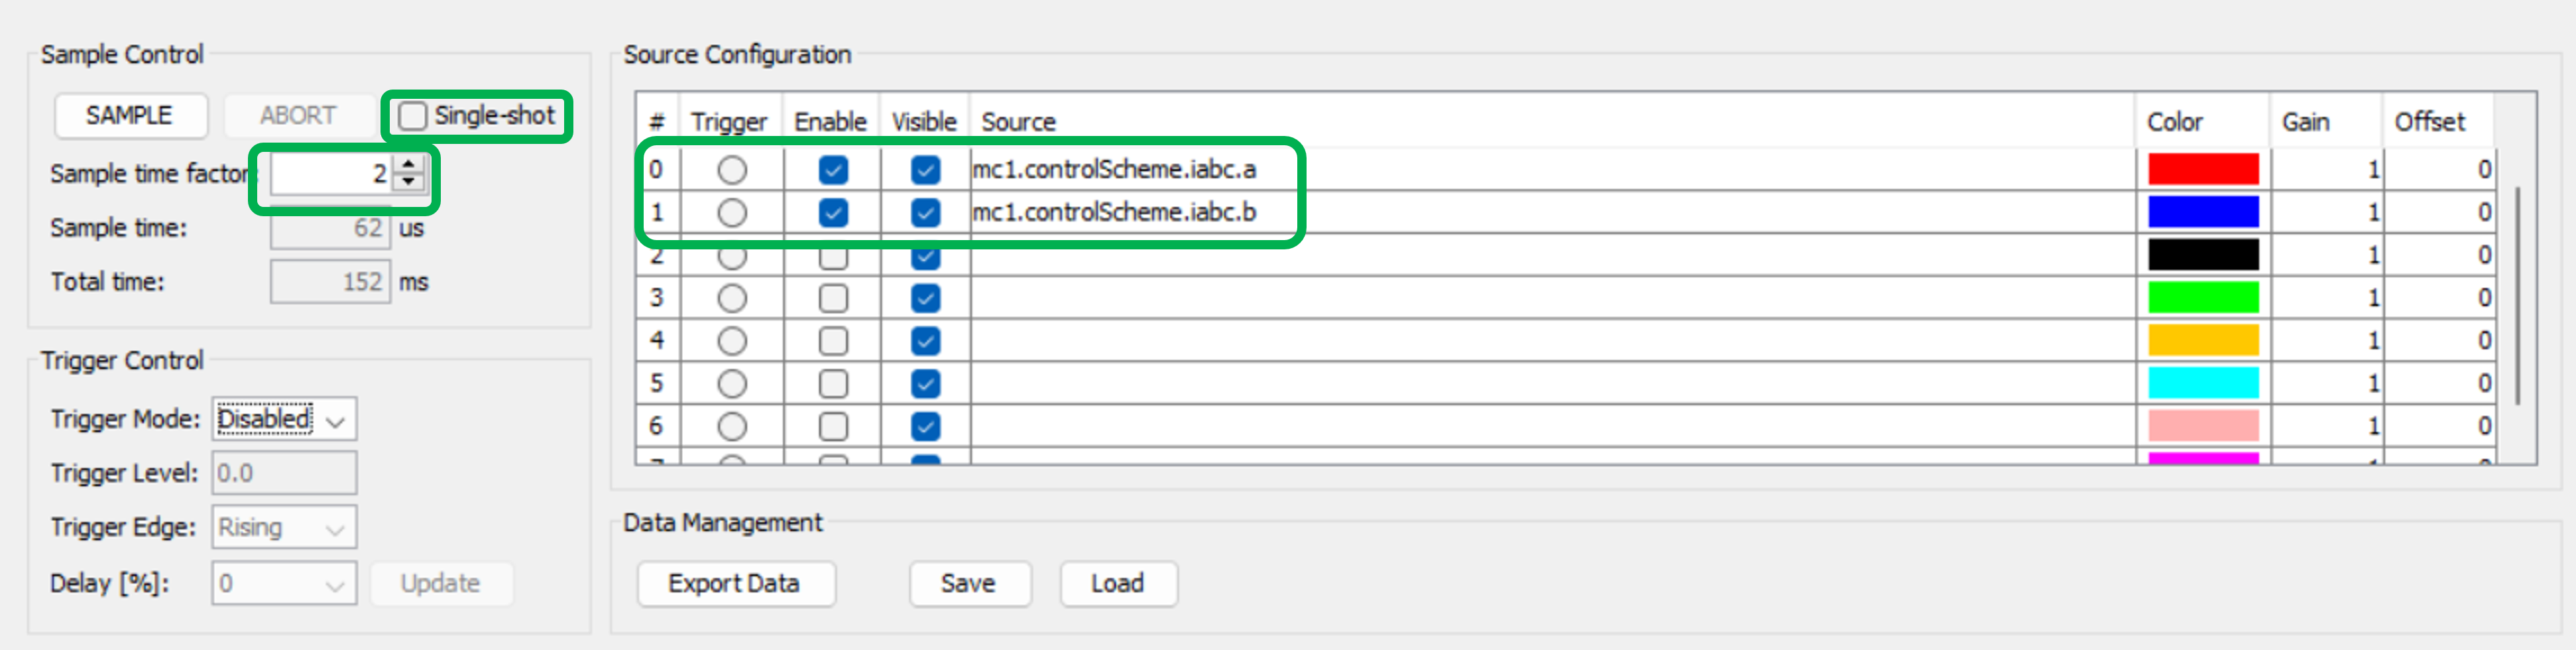 Sample Control
SAMPLE ABORT Single-shot
Sample time factor: 2
Sample time: 62 us
Total time: 152 ms
Trigger Control
Trigger Mode: Disabled
Trigger Level: 0.0
Trigger Edge: Rising
Delay [%]: 0 Update
Source Configuration
# Trigger Enable Visible Source Color Gain Offset
0 mc1.controlScheme.iabc.a 1 0
1 mc1.controlScheme.iabc.b 1 0
2 1 0
3 1 0
4 1 0
5 1 0
6 1 0
Data Management
Export Data Save Load